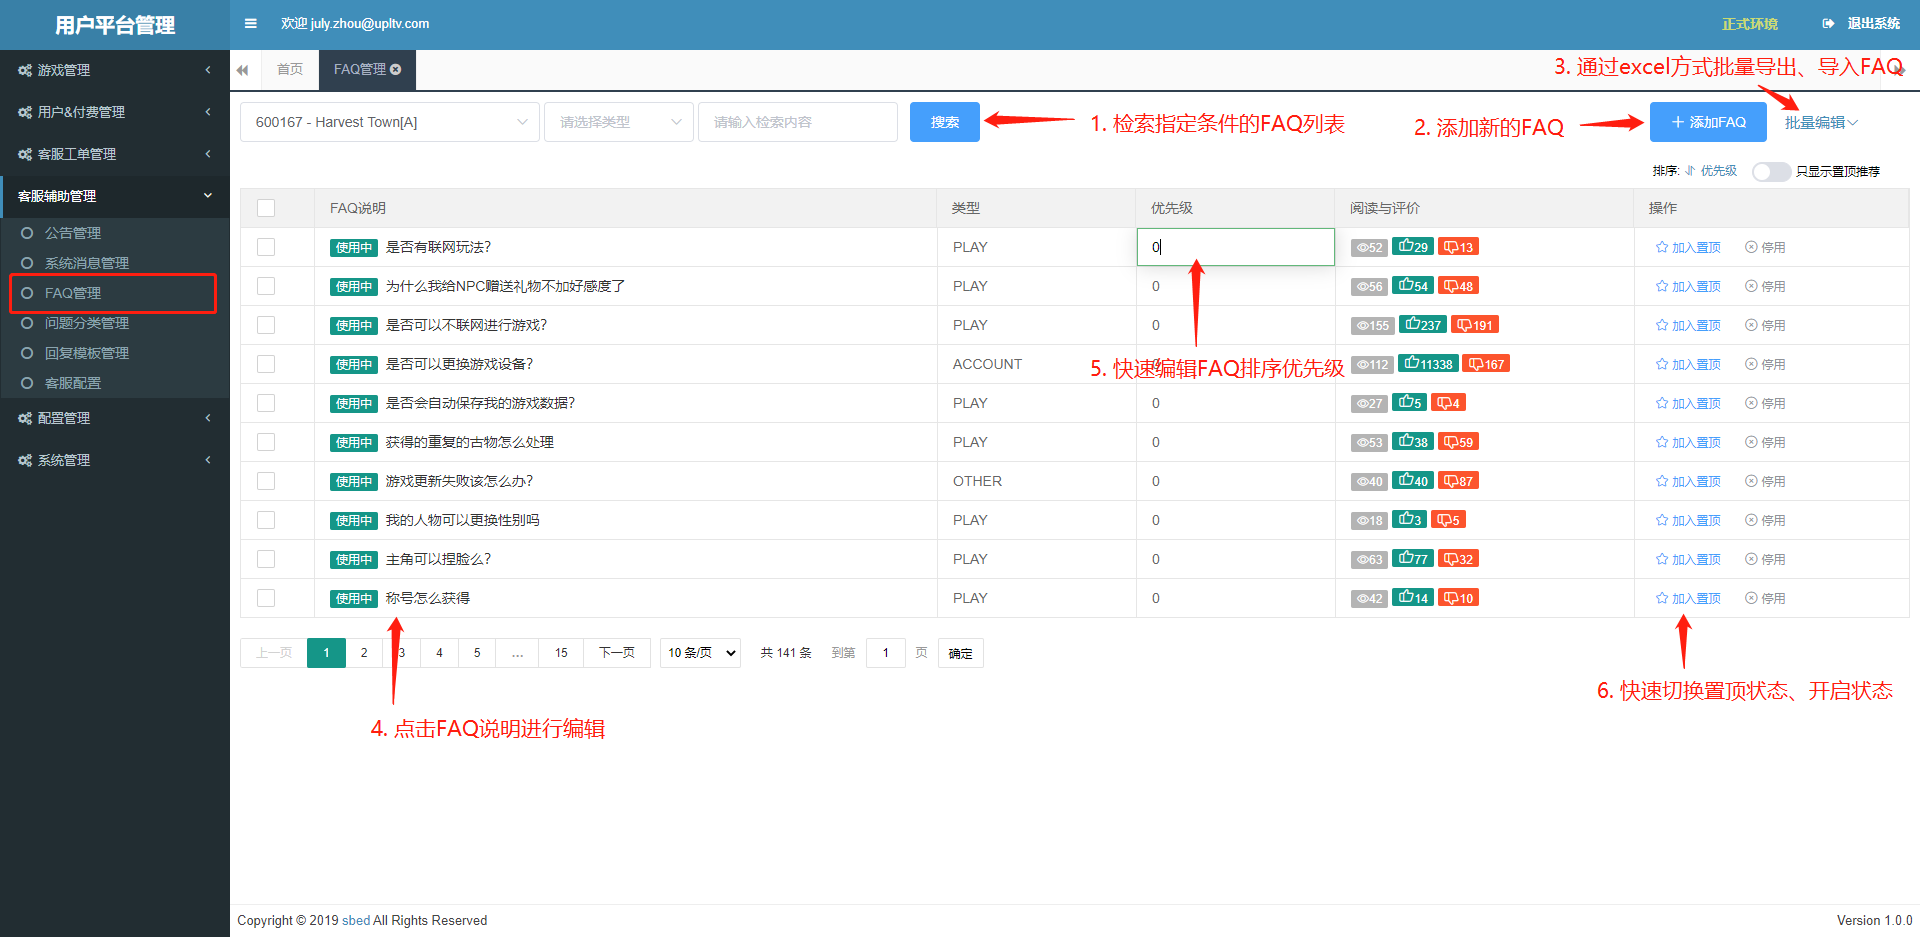 用户平台管理
欢迎 july.zhou@upltv.com
正式环境
退出系统
游戏管理
用户&付费管理
客服工单管理
客服辅助管理
公告管理
系统消息管理
FAQ管理
问题分类管理
回复模板管理
客服配置
配置管理
系统管理
首页
FAQ管理
3. 通过excel方式批量导出、导入FAQ
600167 - Harvest Town[A]
请选择类型
请输入检索内容
搜索
1. 检索指定条件的FAQ列表
2. 添加新的FAQ
添加FAQ
批量编辑
排序: 优先级 只显示置顶推荐
FAQ说明 类型 优先级 阅读与评价 操作
使用中 是否有联网玩法? PLAY 0 52 29 13 加入置顶 停用
使用中 为什么我给NPC赠送礼物不加好感度了 PLAY 0 56 54 48 加入置顶 停用
使用中 是否可以不联网进行游戏? PLAY 0 155 237 191 加入置顶 停用
使用中 是否可以更换游戏设备? ACCOUNT 0 112 11338 167 加入置顶 停用
5. 快速编辑FAQ排序优先级
使用中 是否会自动保存我的游戏数据? PLAY 0 27 5 4 加入置顶 停用
使用中 获得的重复的古物怎么处理 PLAY 0 53 38 59 加入置顶 停用
使用中 游戏更新失败该怎么办? OTHER 0 40 40 87 加入置顶 停用
使用中 我的人物可以更换性别吗 PLAY 0 18 3 5 加入置顶 停用
使用中 主角可以捏脸么? PLAY 0 63 77 32 加入置顶 停用
使用中 称号怎么获得 PLAY 0 42 14 10 加入置顶 停用
上一页 1 2 3 4 5 … 15 下一页 10 条/页 共 141 条 到第 1 页 确定
6. 快速切换置顶状态、开启状态
4. 点击FAQ说明进行编辑
Copyright © 2019 sbed All Rights Reserved
Version 1.0.0